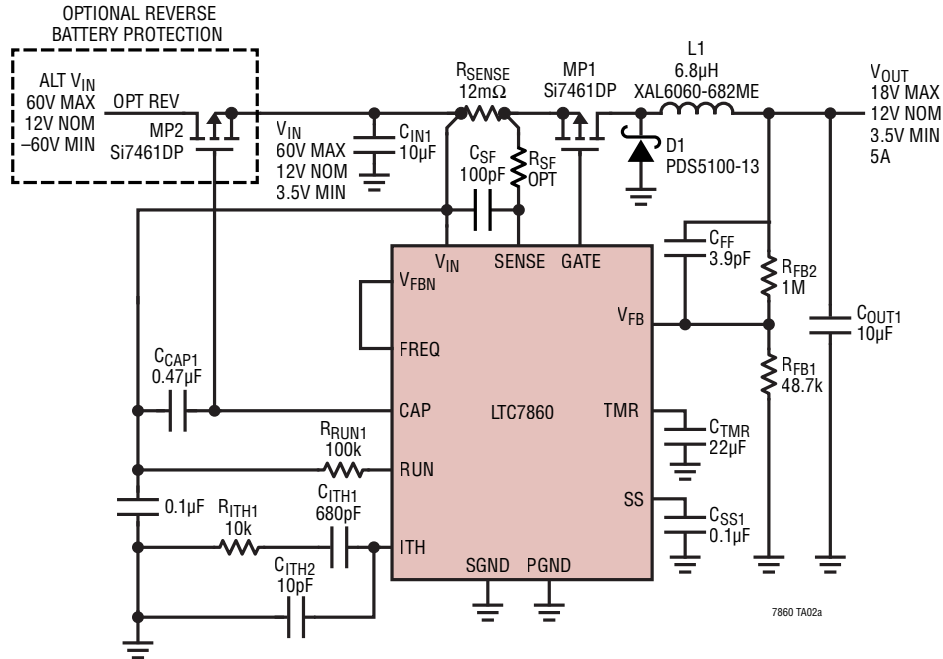 OPTIONAL REVERSE
BATTERY PROTECTION
ALT VIN
60V MAX
12V NOM
–60V MIN
OPT REV
MP2
Si7461DP
VIN
60V MAX
12V NOM
3.5V MIN
CIN1
10µF
RSENSE
12mΩ
CSF
100pF
RSF
OPT
MP1
Si7461DP
L1
6.8µH
XAL6060-682ME
D1
PDS5100-13
VOUT
18V MAX
12V NOM
3.5V MIN
5A
CFF
3.9pF
RFB2
1M
RFB1
48.7k
COUT1
10µF
VIN SENSE GATE
VFBN
FREQ
VFB
CAP
LTC7860
TMR
RUN
SS
ITH
SGND PGND
CCAP1
0.47µF
RRUN1
100k
0.1µF
RITH1
10k
CITH1
680pF
CITH2
10pF
CTMR
22µF
CSS1
0.1µF
7860 TA02a